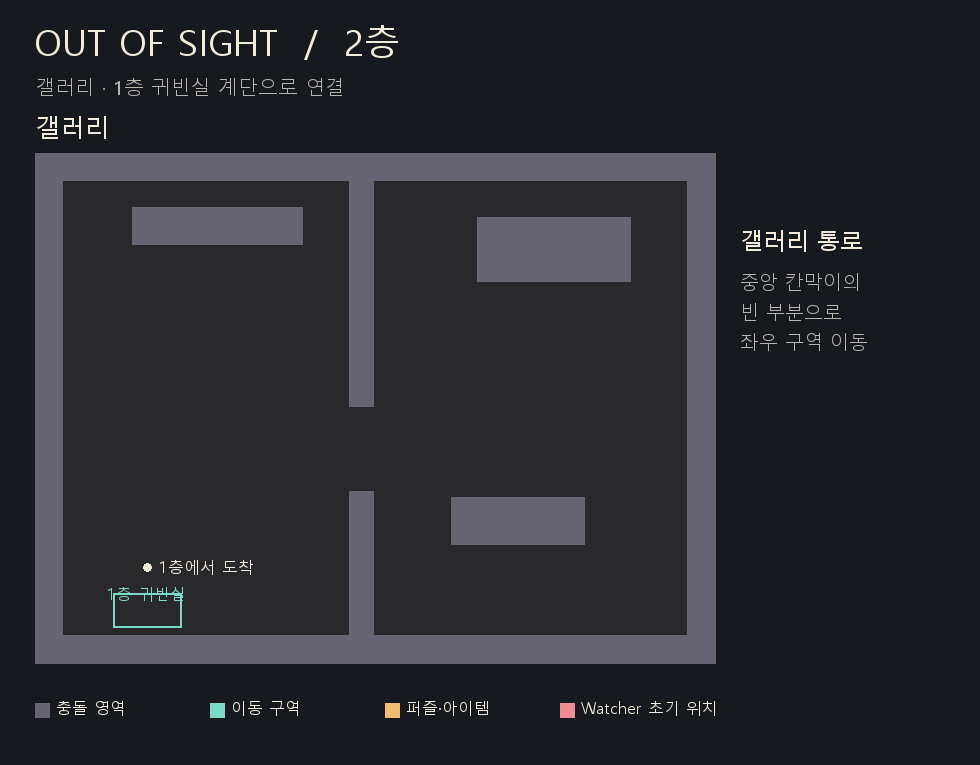 OUT OF SIGHT / 2층
갤러리 · 1층 귀빈실 계단으로 연결
갤러리
갤러리 통로
중앙 칸막이의
빈 부분으로
좌우 구역 이동
1층에서 도착
1층 귀빈실
충돌 영역
이동 구역
퍼즐·아이템
Watcher 초기 위치